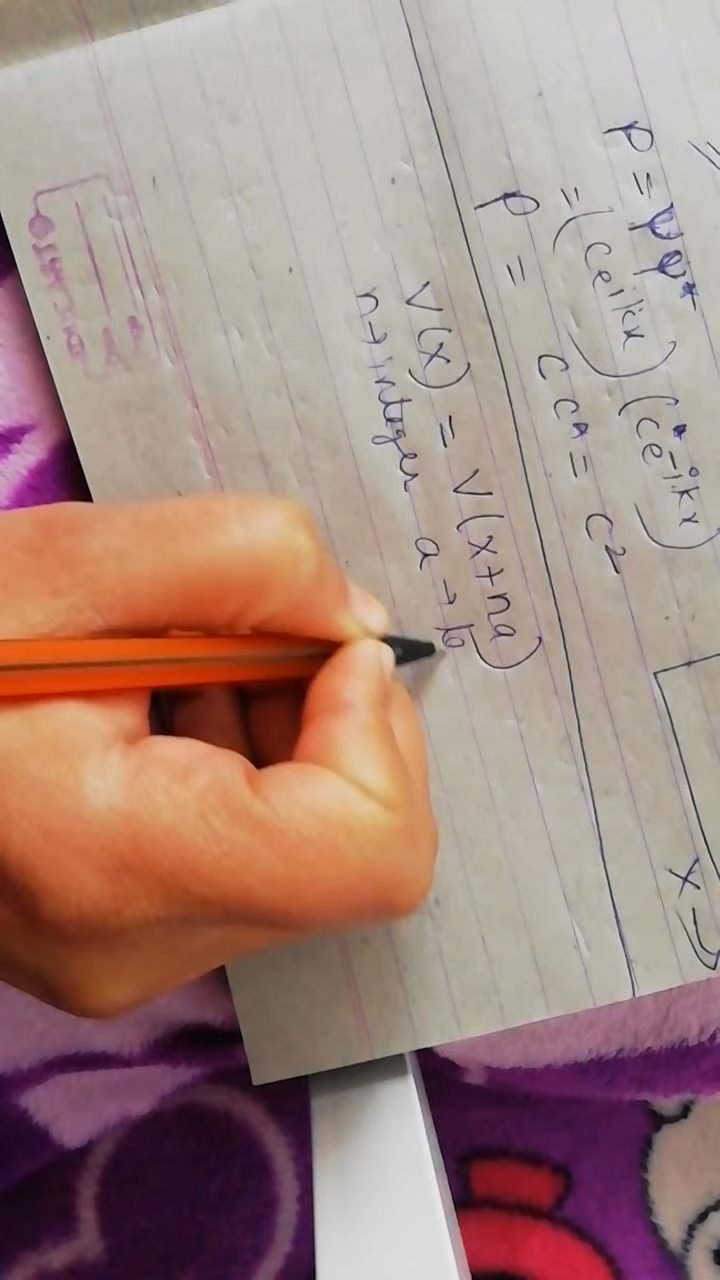 P = ψψ*
= (Ceikx) (C*e-ikx)
CC* = C2
P =
V(x) = V(x+na)
n → integer a →
x →